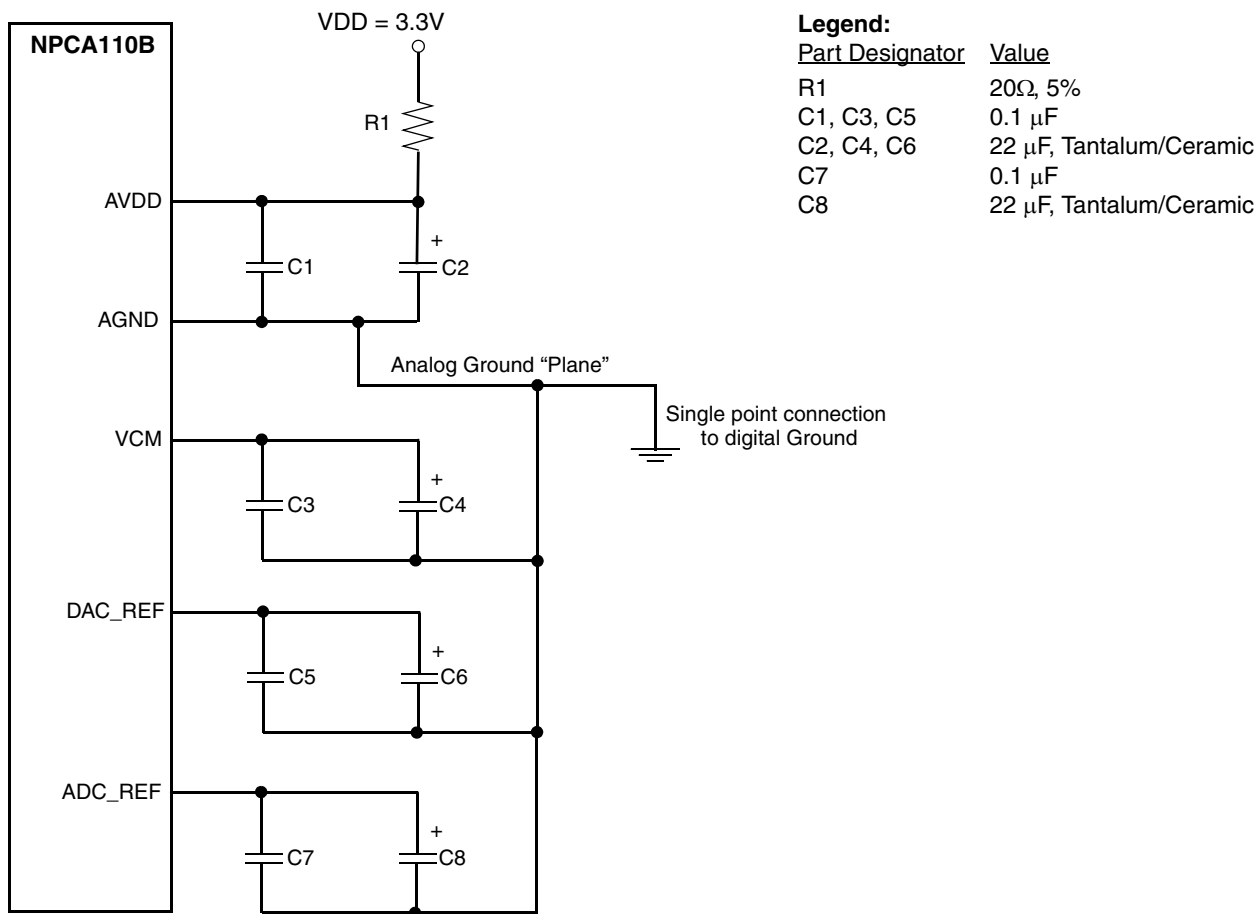 VDD = 3.3V
NPCA110B
R1
AVDD
+
C1
C2
AGND
Analog Ground “Plane”
Single point connection
to digital Ground
VCM
+
C3
C4
DAC_REF
+
C5
C6
ADC_REF
+
C7
C8
Legend:
Part Designator Value
R1 20Ω, 5%
C1, C3, C5 0.1 μF
C2, C4, C6 22 μF, Tantalum/Ceramic
C7 0.1 μF
C8 22 μF, Tantalum/Ceramic